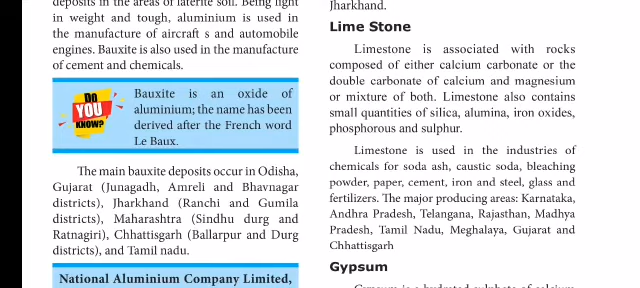 deposits in the areas of laterite soil. Being light
in weight and tough, aluminium is used in
the manufacture of aircraft s and automobile
engines. Bauxite is also used in the manufacture
of cement and chemicals.
DO
YOU
KNOW?
Bauxite is an oxide of
aluminium; the name has been
derived after the French word
Le Baux.
The main bauxite deposits occur in Odisha,
Gujarat (Junagadh, Amreli and Bhavnagar
districts), Jharkhand (Ranchi and Gumila
districts), Maharashtra (Sindhu durg and
Ratnagiri), Chhattisgarh (Ballarpur and Durg
districts), and Tamil nadu.
National Aluminium Company Limited,
Jharkhand.
Lime Stone
Limestone is associated with rocks
composed of either calcium carbonate or the
double carbonate of calcium and magnesium
or mixture of both. Limestone also contains
small quantities of silica, alumina, iron oxides,
phosphorous and sulphur.
Limestone is used in the industries of
chemicals for soda ash, caustic soda, bleaching
powder, paper, cement, iron and steel, glass and
fertilizers. The major producing areas: Karnataka,
Andhra Pradesh, Telangana, Rajasthan, Madhya
Pradesh, Tamil Nadu, Meghalaya, Gujarat and
Chhattisgarh
Gypsum
Gypsum is a hydrated sulphate of calcium